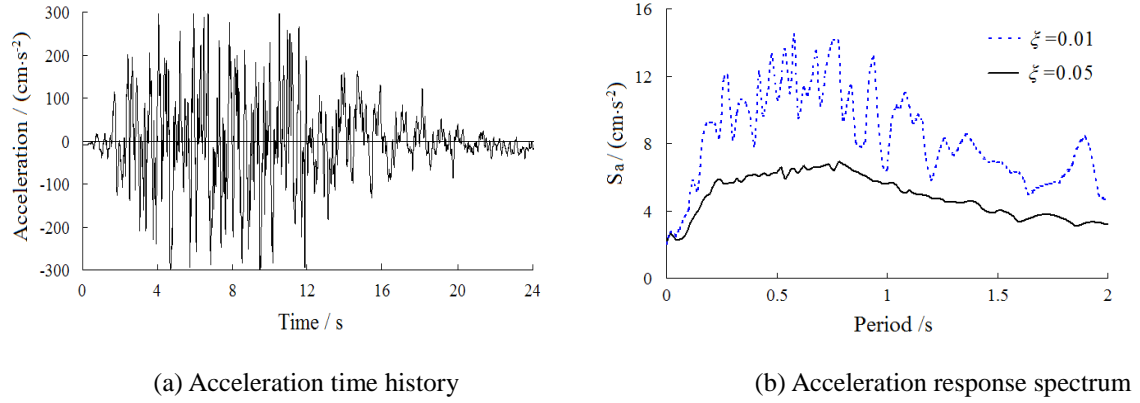 300
200
100
0
-100
-200
-300
Acceleration / (cm·s⁻²)
0 4 8 12 16 20 24
Time / s
(a) Acceleration time history
16
12
8
4
0
Sₐ / (cm·s⁻²)
ξ=0.01
ξ=0.05
0 0.5 1 1.5 2
Period /s
(b) Acceleration response spectrum